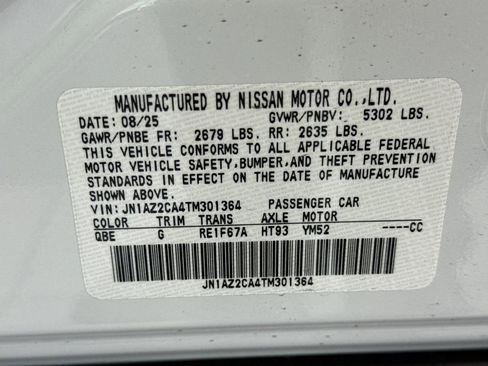 MANUFACTURED BY NISSAN MOTOR CO.,LTD.
DATE: 08/25 GVWR/PNBV: 5302 LBS.
GAWR/PNBE FR: 2679 LBS. RR: 2635 LBS.
THIS VEHICLE CONFORMS TO ALL APPLICABLE FEDERAL
MOTOR VEHICLE SAFETY,BUMPER,AND THEFT PREVENTION
STANDARDS IN EFFECT ON THE DATE OF MANUFACTURE
SHOWN ABOVE.
VIN: JN1AZ2CA4TM301364 PASSENGER CAR
COLOR TRIM TRANS AXLE MOTOR
QBE G RE1F67A HT93 YM52 ----CC
JN1AZ2CA4TM301364